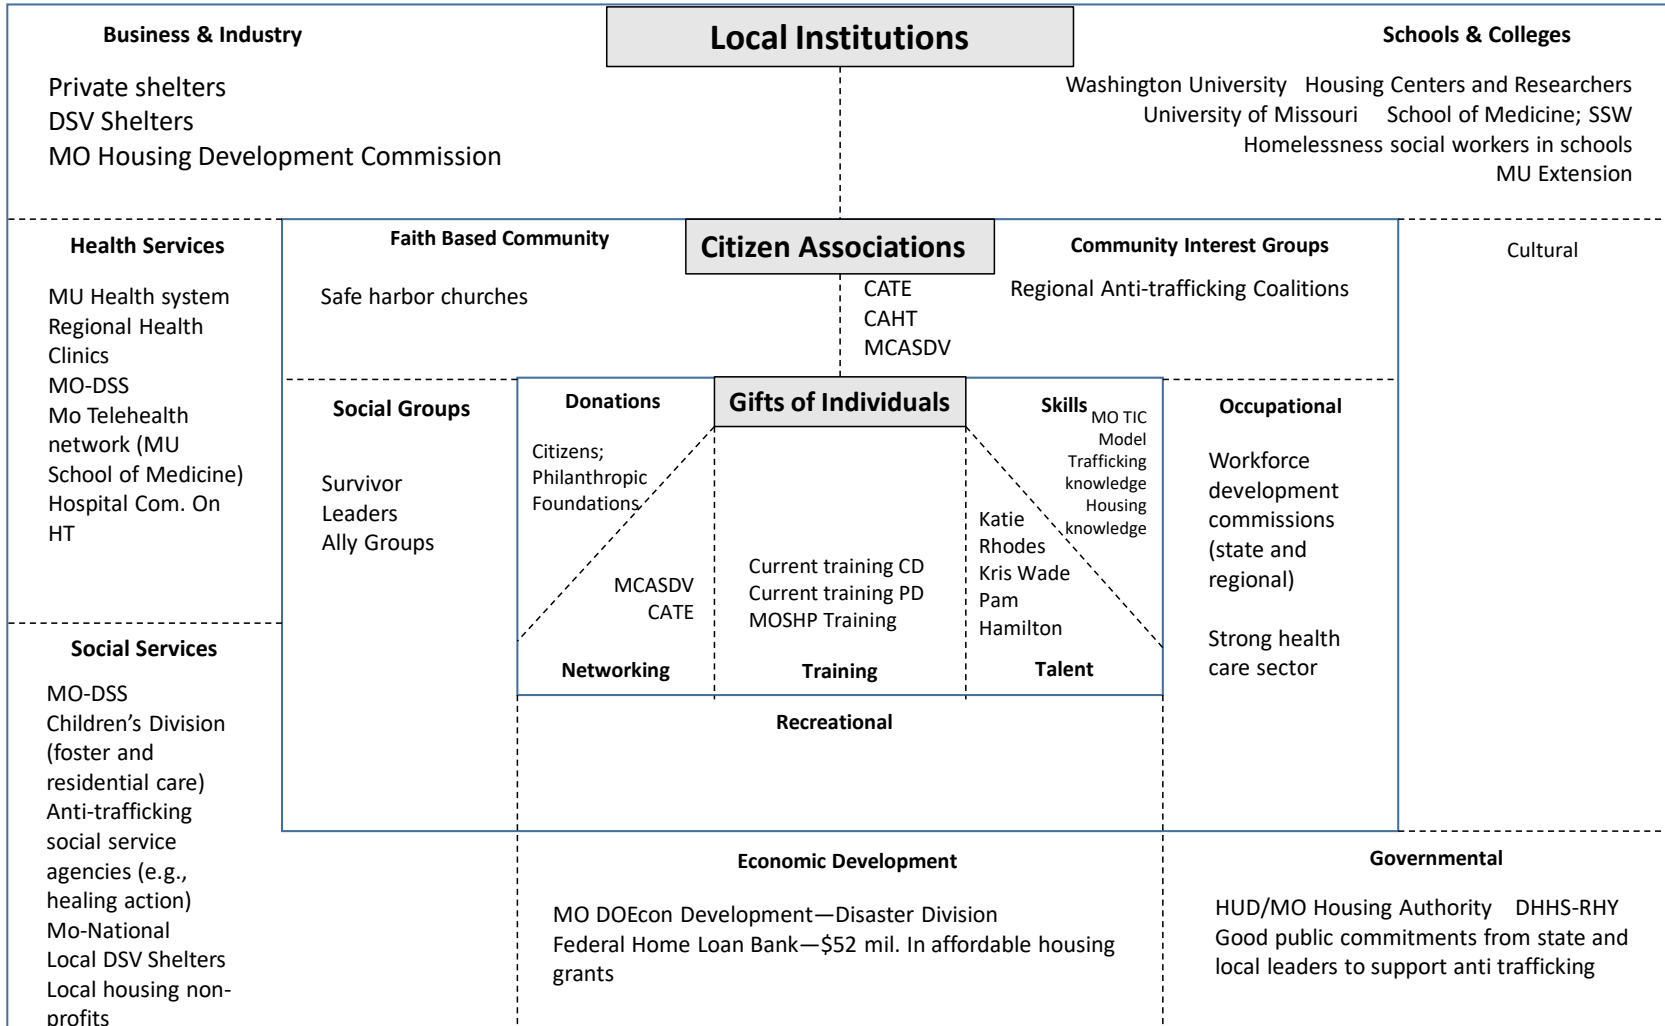 Local Institutions
Business & Industry
Private shelters
DSV Shelters
MO Housing Development Commission
Schools & Colleges
Washington University   Housing Centers and Researchers
University of Missouri    School of Medicine; SSW
Homelessness social workers in schools
MU Extension
Health Services
MU Health system
Regional Health
Clinics
MO-DSS
Mo Telehealth
network (MU
School of Medicine)
Hospital Com. On
HT
Faith Based Community
Safe harbor churches
Citizen Associations
CATE
CAHT
MCASDV
Community Interest Groups
Regional Anti-trafficking Coalitions
Cultural
Social Groups
Survivor
Leaders
Ally Groups
Donations
Citizens;
Philanthropic
Foundations
Gifts of Individuals
Skills
MO TIC
Model
Trafficking
knowledge
Housing
knowledge
Occupational
Workforce
development
commissions
(state and
regional)
Strong health
care sector
MCASDV
CATE
Networking
Current training CD
Current training PD
MOSHP Training
Training
Katie
Rhodes
Kris Wade
Pam
Hamilton
Talent
Recreational
Social Services
MO-DSS
Children’s Division
(foster and
residential care)
Anti-trafficking
social service
agencies (e.g.,
healing action)
Mo-National
Local DSV Shelters
Local housing non-
profits
Economic Development
MO DOEcon Development—Disaster Division
Federal Home Loan Bank—$52 mil. In affordable housing
grants
Governmental
HUD/MO Housing Authority   DHHS-RHY
Good public commitments from state and
local leaders to support anti trafficking